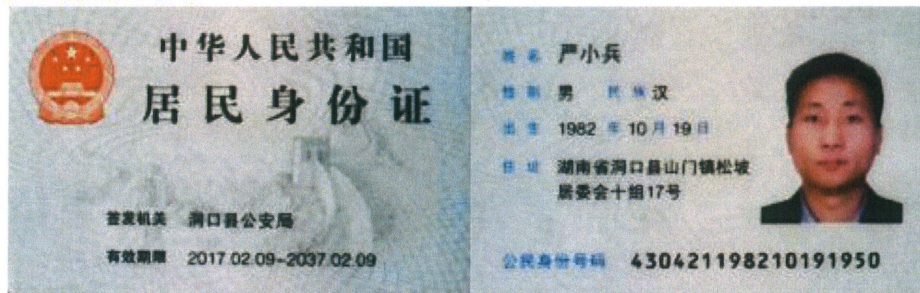 中华人民共和国
居民身份证
签发机关 洞口县公安局
有效期限 2017.02.09-2037.02.09
姓名 严小兵
性别 男 民族 汉
出生 1982 年 10 月 19 日
住址 湖南省洞口县山门镇松坡
居委会十组17号
公民身份号码 430421198210191950